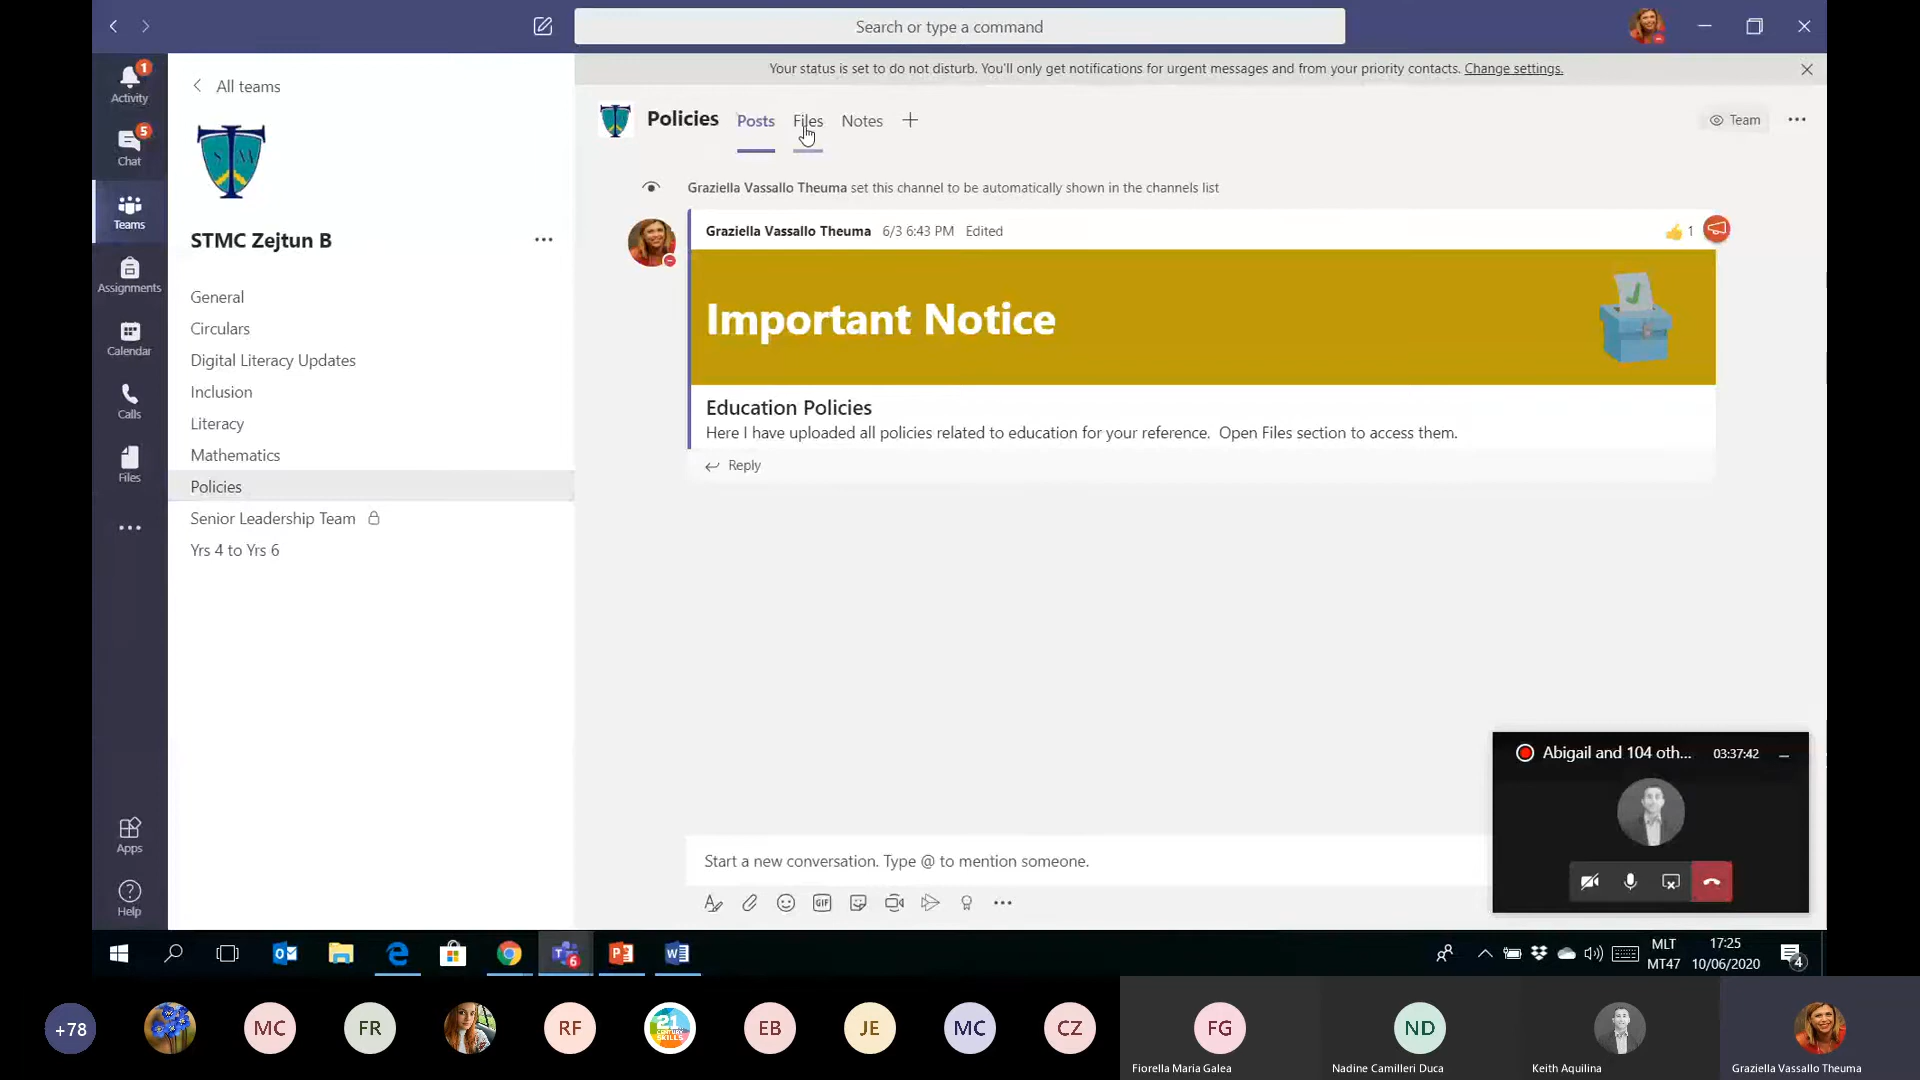 Search or type a command
Your status is set to do not disturb. You'll only get notifications for urgent messages and from your priority contacts. Change settings.
1
Activity
5
Chat
Teams
Assignments
Calendar
Calls
Files
Apps
Help
All teams
STMC Zejtun B
General
Circulars
Digital Literacy Updates
Inclusion
Literacy
Mathematics
Policies
Senior Leadership Team
Yrs 4 to Yrs 6
Policies Posts Files Notes
Team
Graziella Vassallo Theuma set this channel to be automatically shown in the channels list
Graziella Vassallo Theuma 6/3 6:43 PM Edited
1
Important Notice
Education Policies
Here I have uploaded all policies related to education for your reference. Open Files section to access them.
Reply
Start a new conversation. Type @ to mention someone.
GIF
Abigail and 104 oth... 03:37:42
6
MLT
MT47
17:25
10/06/2020
4
+78
MC
FR
RF
21
CENTURY
SKILLS
EB
JE
MC
CZ
FG
Fiorella Maria Galea
ND
Nadine Camilleri Duca
Keith Aquilina
Graziella Vassallo Theuma